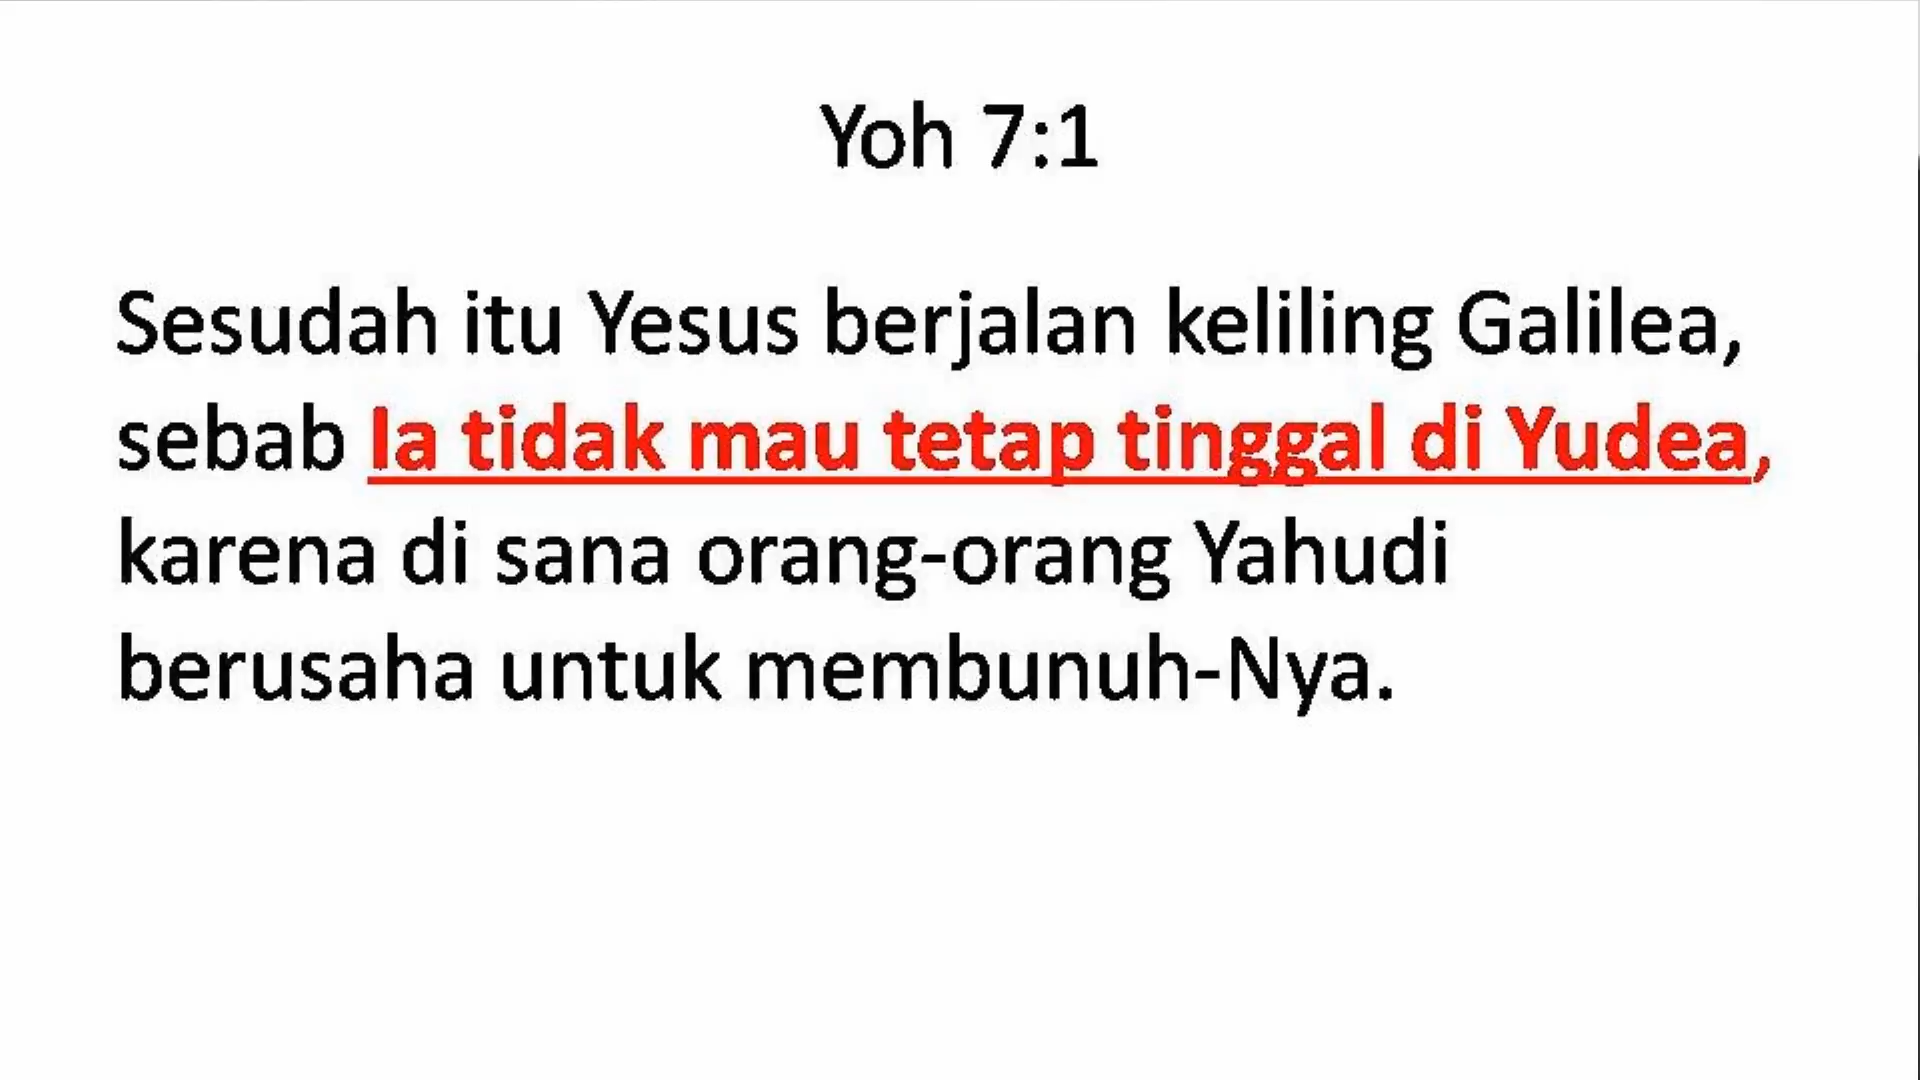 Yoh 7:1
Sesudah itu Yesus berjalan keliling Galilea,
sebab Ia tidak mau tetap tinggal di Yudea,
karena di sana orang-orang Yahudi
berusaha untuk membunuh-Nya.